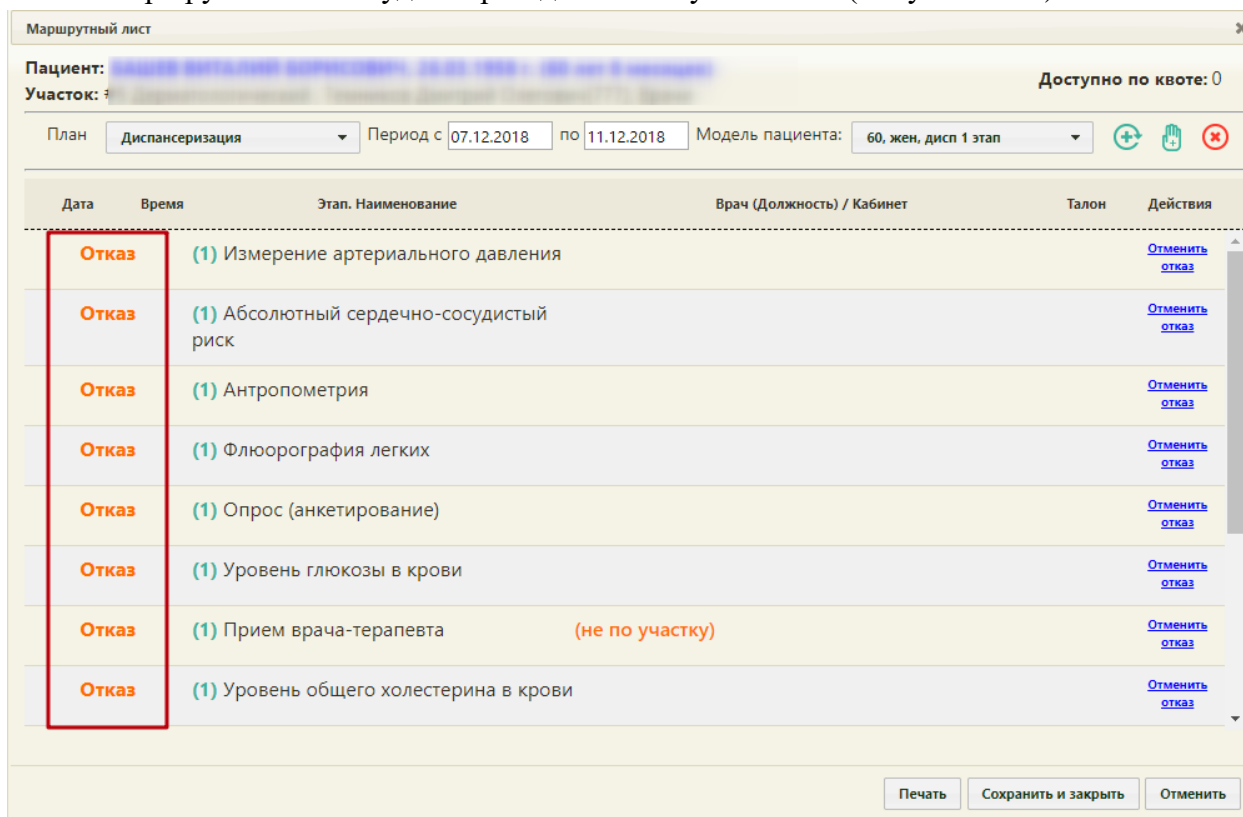 Маршрутный лист
Пациент:
Участок:
Доступно по квоте: 0
План Диспансеризация Период с 07.12.2018 по 11.12.2018 Модель пациента: 60, жен, дисп 1 этап
Дата Время Этап. Наименование Врач (Должность) / Кабинет Талон Действия
Отказ (1) Измерение артериального давления Отменить
отказ
Отказ (1) Абсолютный сердечно-сосудистый Отменить
риск отказ
Отказ (1) Антропометрия Отменить
отказ
Отказ (1) Флюорография легких Отменить
отказ
Отказ (1) Опрос (анкетирование) Отменить
отказ
Отказ (1) Уровень глюкозы в крови Отменить
отказ
Отказ (1) Прием врача-терапевта (не по участку) Отменить
отказ
Отказ (1) Уровень общего холестерина в крови Отменить
отказ
Печать Сохранить и закрыть Отменить